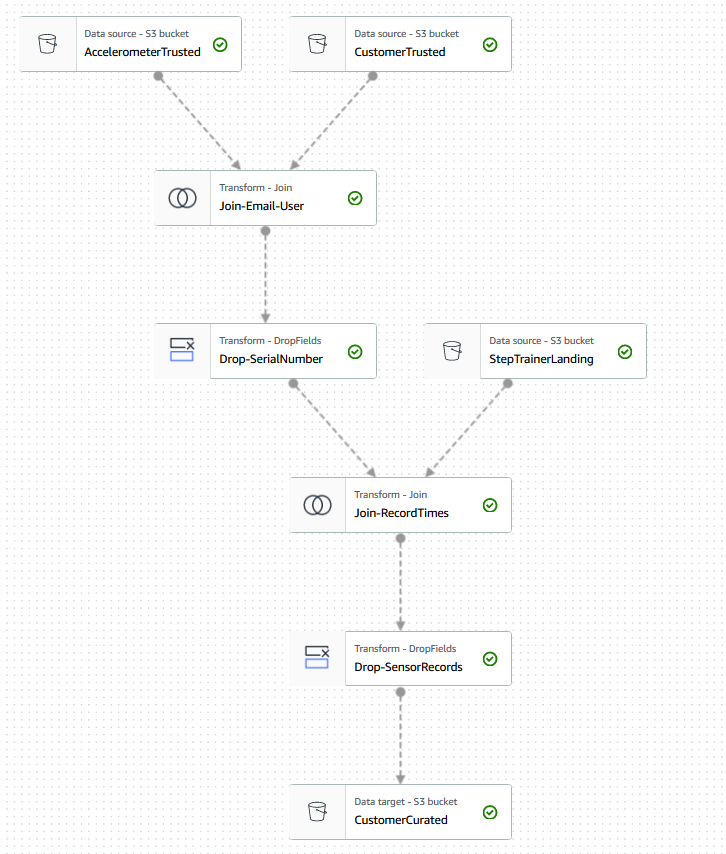 Data source - S3 bucket
AccelerometerTrusted
Data source - S3 bucket
CustomerTrusted
Transform - Join
Join-Email-User
Transform - DropFields
Drop-SerialNumber
Data source - S3 bucket
StepTrainerLanding
Transform - Join
Join-RecordTimes
Transform - DropFields
Drop-SensorRecords
Data target - S3 bucket
CustomerCurated